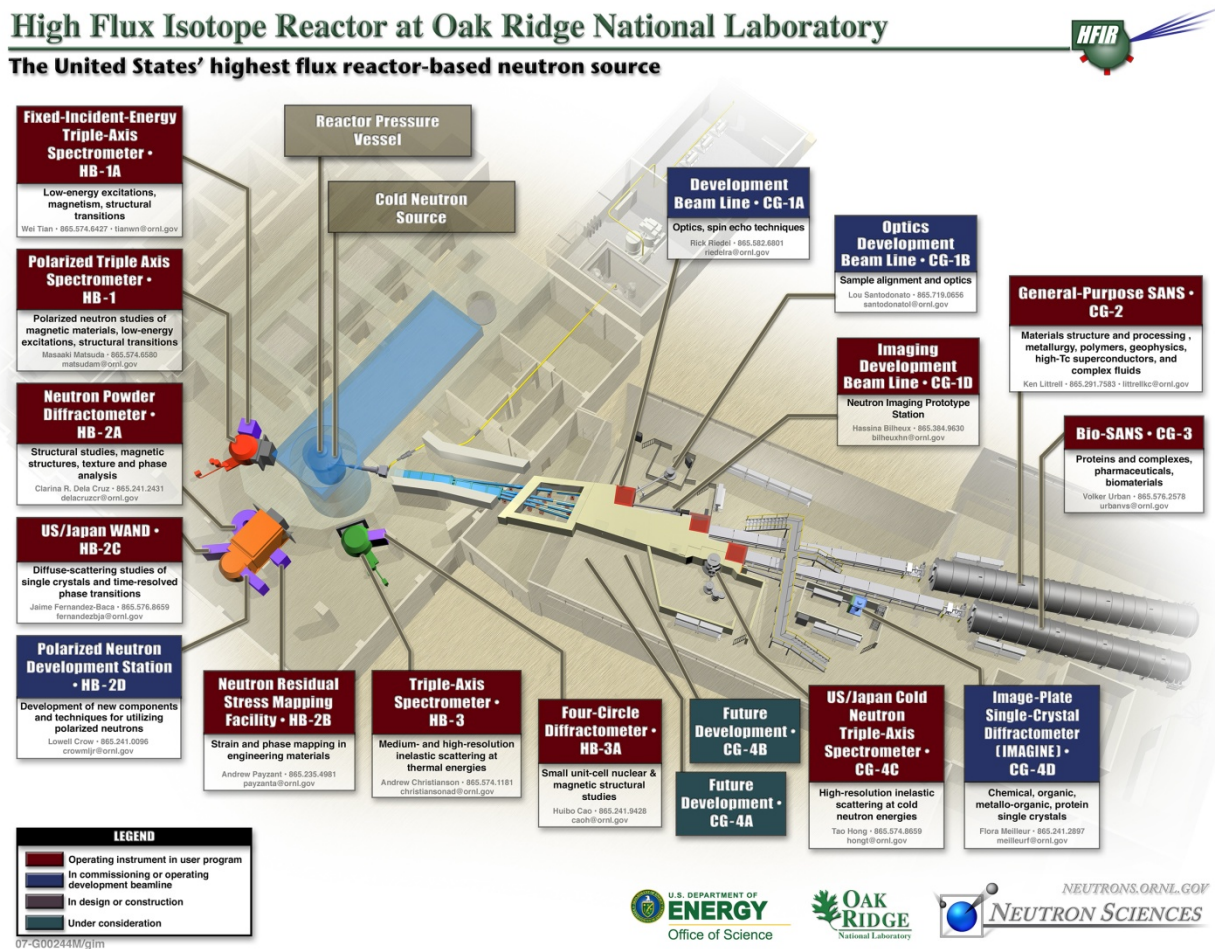 High Flux Isotope Reactor at Oak Ridge National Laboratory
HFIR
The United States' highest flux reactor-based neutron source
Fixed-Incident-Energy
Triple-Axis
Spectrometer •
HB-1A
Low-energy excitations,
magnetism, structural
transitions
Wei Tian • 865.574.6427 • tianwn@ornl.gov
Reactor Pressure
Vessel
Cold Neutron
Source
Development
Beam Line • CG-1A
Optics, spin echo techniques
Rick Riedel • 865.582.6801
riedelra@ornl.gov
Optics
Development
Beam Line • CG-1B
Sample alignment and optics
Lou Santodonato • 865.719.0656
santodonatol@ornl.gov
Polarized Triple Axis
Spectrometer •
HB-1
Polarized neutron studies of
magnetic materials, low-energy
excitations, structural transitions
Masaaki Matsuda • 865.574.6580
matsudam@ornl.gov
General-Purpose SANS •
CG-2
Materials structure and processing ,
metallurgy, polymers, geophysics,
high-Tc superconductors, and
complex fluids
Ken Littrell • 865.291.7583 • littrellkc@ornl.gov
Imaging
Development
Beam Line • CG-1D
Neutron Imaging Prototype
Station
Hassina Bilheux • 865.384.9630
bilheuxhn@ornl.gov
Neutron Powder
Diffractometer •
HB-2A
Structural studies, magnetic
structures, texture and phase
analysis
Clarina R. Dela Cruz • 865.241.2431
delacruzcr@ornl.gov
Bio-SANS • CG-3
Proteins and complexes,
pharmaceuticals,
biomaterials
Volker Urban • 865.576.2578
urbanvs@ornl.gov
US/Japan WAND •
HB-2C
Diffuse-scattering studies of
single crystals and time-resolved
phase transitions
Jaime Fernandez-Baca • 865.576.8659
fernandezbja@ornl.gov
Polarized Neutron
Development Station
• HB-2D
Development of new components
and techniques for utilizing
polarized neutrons
Lowell Crow • 865.241.0096
crowmljr@ornl.gov
Neutron Residual
Stress Mapping
Facility • HB-2B
Strain and phase mapping in
engineering materials
Andrew Payzant • 865.235.4981
payzanta@ornl.gov
Triple-Axis
Spectrometer •
HB-3
Medium- and high-resolution
inelastic scattering at
thermal energies
Andrew Christianson • 865.574.1181
christiansonad@ornl.gov
Four-Circle
Diffractometer •
HB-3A
Small unit-cell nuclear &
magnetic structural
studies
Huibo Cao • 865.241.9428
caoh@ornl.gov
Future
Development •
CG-4B
Future
Development •
CG-4A
US/Japan Cold
Neutron
Triple-Axis
Spectrometer •
CG-4C
High-resolution inelastic
scattering at cold
neutron energies
Tao Hong • 865.574.8659
hongt@ornl.gov
Image-Plate
Single-Crystal
Diffractometer
(IMAGINE) •
CG-4D
Chemical, organic,
metallo-organic, protein
single crystals
Flora Meilleur • 865.241.2897
meilleurf@ornl.gov
LEGEND
Operating instrument in user program
In commissioning or operating
development beamline
In design or construction
Under consideration
07-G00244M/gim
U.S. DEPARTMENT OF
ENERGY
Office of Science
OAK
RIDGE
National Laboratory
NEUTRONS.ORNL.GOV
NEUTRON SCIENCES